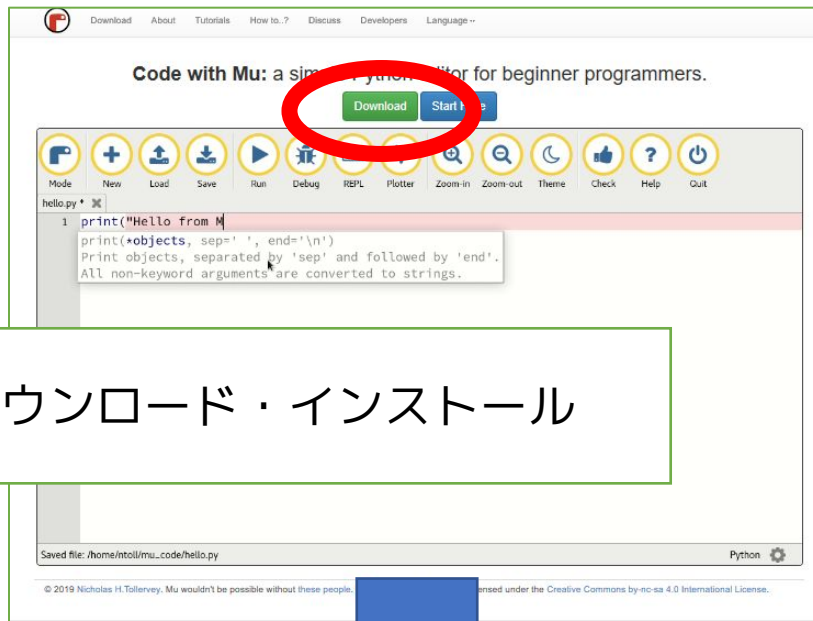 Download About Tutorials How to..? Discuss Developers Language
Code with Mu: a editor for beginner programmers.
Download Start
Mode New Load Save Run Debug REPL Plotter Zoom-in Zoom-out Theme Check Help Quit
hello.py *
1 print("Hello from M
print(*objects, sep=' ', end='\n')
Print objects, separated by 'sep' and followed by 'end'.
All non-keyword arguments are converted to strings.
ウンロード・インストール
Saved file: /home/ntoll/mu_code/hello.py Python
© 2019 Nicholas H.Tollervey. Mu wouldn't be possible without these people. under the Creative Commons by-nc-sa 4.0 International License.